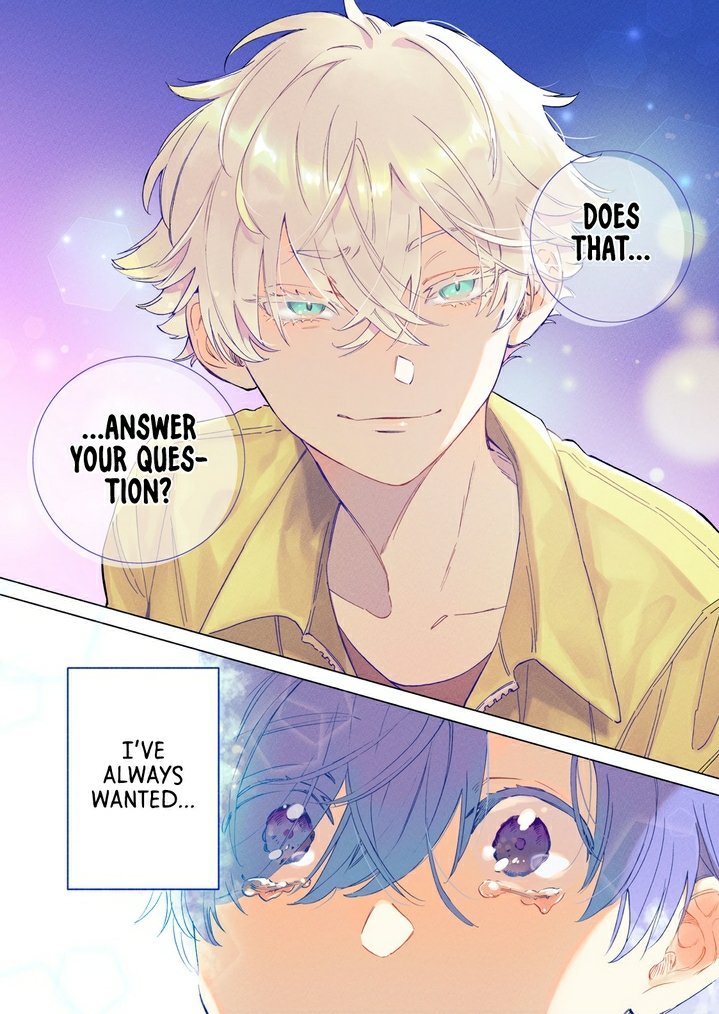 DOES
THAT...
...ANSWER
YOUR QUES-
TION?
I'VE
ALWAYS
WANTED...